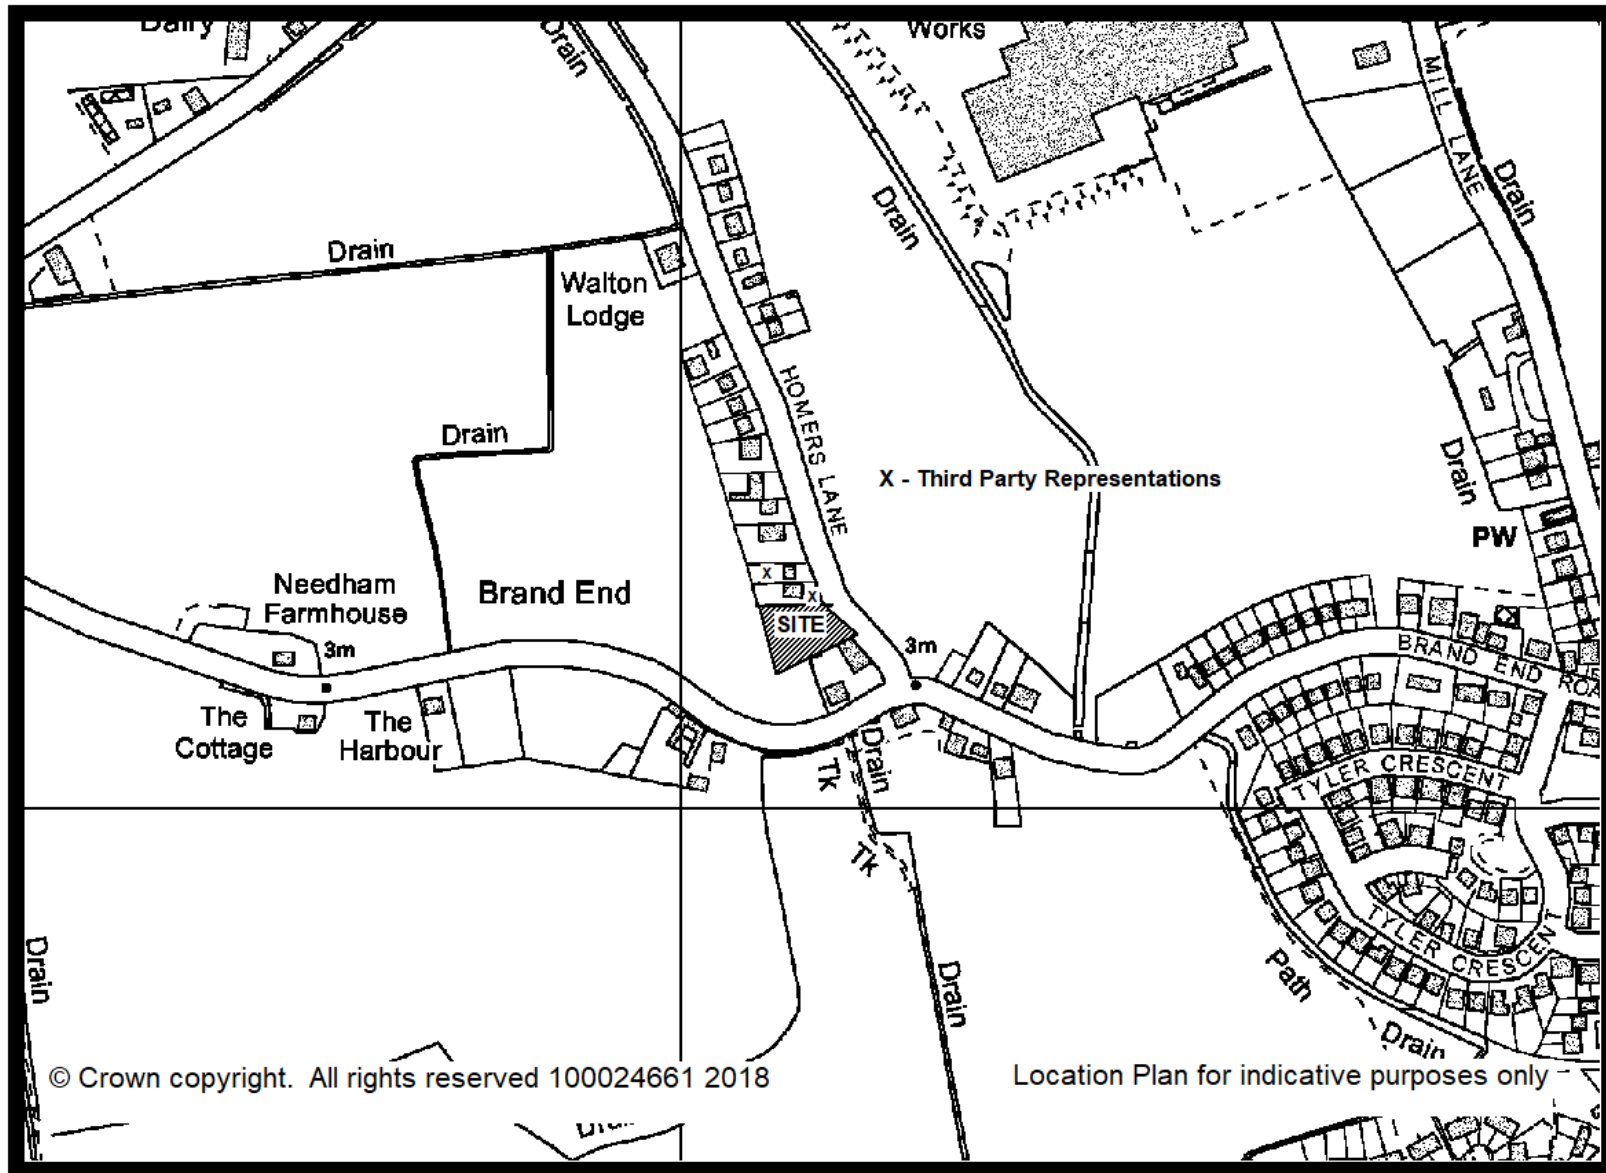 Dairy
Drain
Works
MILL LANE
Drain
Drain
Drain
Walton
Lodge
HOMERS LANE
Drain
Drain
X - Third Party Representations
PW
Needham
Farmhouse
Brand End
X
X
SITE
3m
3m
BRAND END ROA
The
Cottage
The
Harbour
Drain
Tk
TYLER CRESCENT
Tk
TYLER CRESCENT
Drain
Drain
Path
Drain
© Crown copyright. All rights reserved 100024661 2018
Location Plan for indicative purposes only